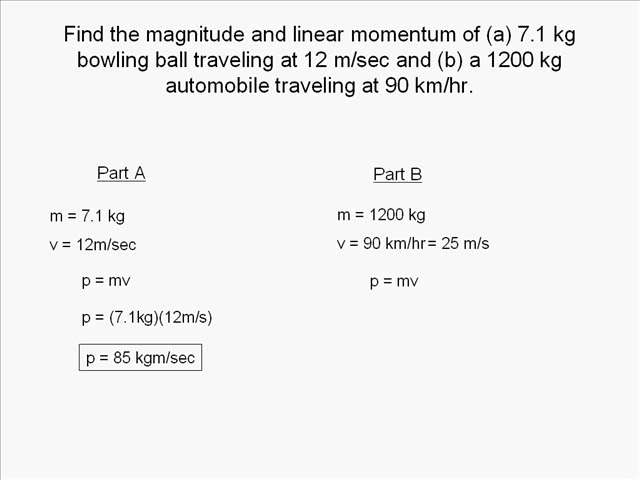 Find the magnitude and linear momentum of (a) 7.1 kg
bowling ball traveling at 12 m/sec and (b) a 1200 kg
automobile traveling at 90 km/hr.
Part A
m = 7.1 kg
v = 12m/sec
p = mv
p = (7.1kg)(12m/s)
p = 85 kgm/sec
Part B
m = 1200 kg
v = 90 km/hr= 25 m/s
p = mv